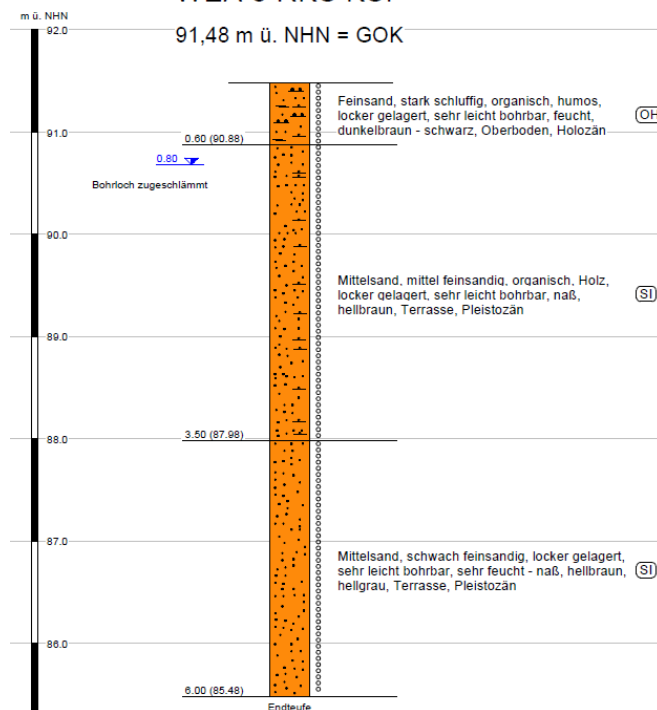 m ü. NHN
91,48 m ü. NHN = GOK
92.0
Feinsand, stark schluffig, organisch, humos,
locker gelagert, sehr leicht bohrbar, feucht,
dunkelbraun - schwarz, Oberboden, Holozän
OH
91.0
0.60 (90.88)
0.80
Bohrloch zugeschlämmt
90.0
Mittelsand, mittel feinsandig, organisch, Holz,
locker gelagert, sehr leicht bohrbar, naß,
hellbraun, Terrasse, Pleistozän
SI
89.0
3.50 (87.98)
88.0
87.0
Mittelsand, schwach feinsandig, locker gelagert,
sehr leicht bohrbar, sehr feucht - naß, hellbraun,
hellgrau, Terrasse, Pleistozän
SI
86.0
6.00 (85.48)
Endteufe